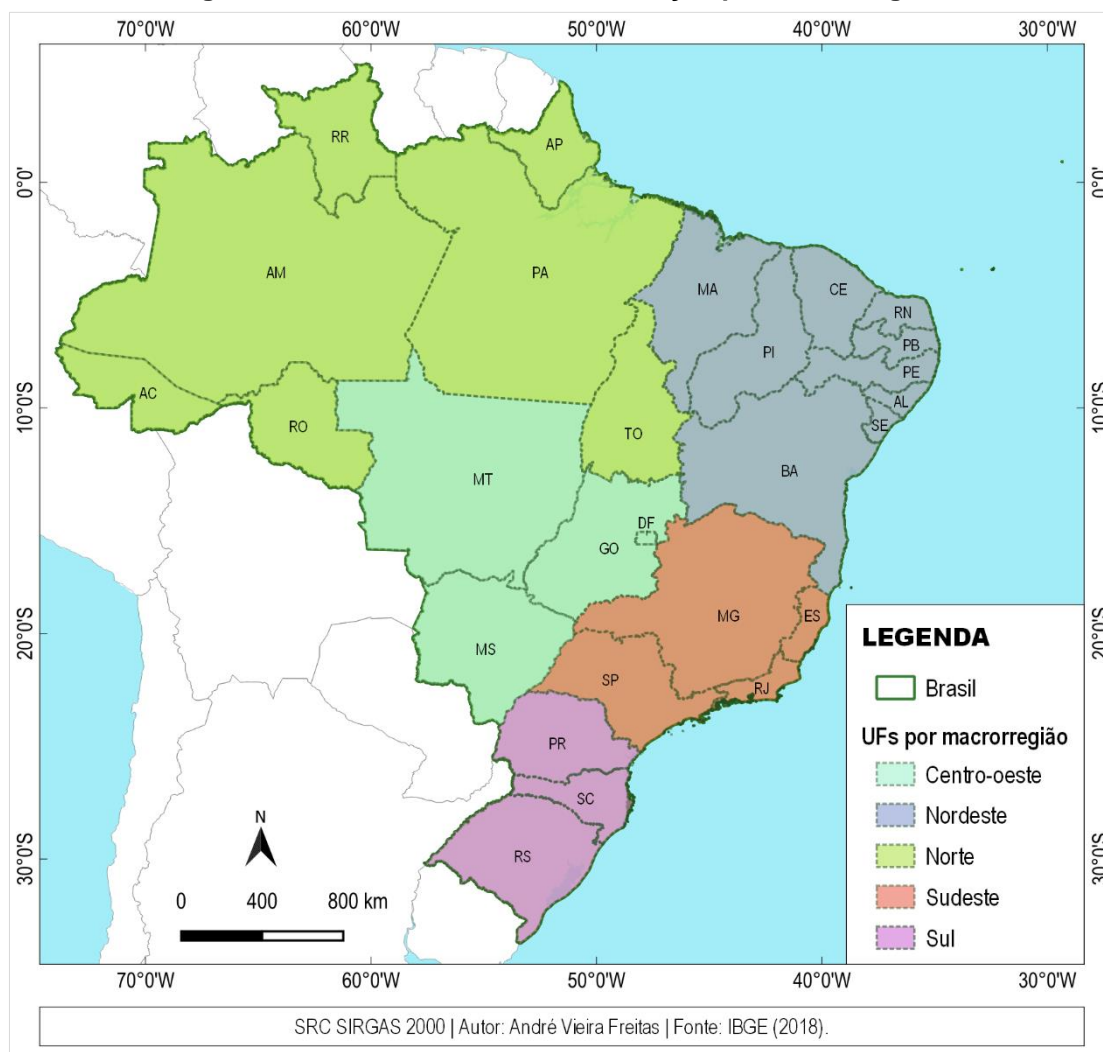 70°0'W 60°0'W 50°0'W 40°0'W 30°0'W
RR
AP
0°0' 0°0'
AM
PA
MA
CE
RN
PI
PB
PE
AC
AL
10°0'S 10°0'S
RO
TO
SE
MT
BA
DF
GO
MG
ES
20°0'S 20°0'S
MS
SP
RJ
PR
SC
RS
30°0'S 30°0'S
LEGENDA
Brasil
UFs por macrorregião
Centro-oeste
Nordeste
Norte
Sudeste
Sul
N
0 400 800 km
70°0'W 60°0'W 50°0'W 40°0'W 30°0'W
SRC SIRGAS 2000 | Autor: André Vieira Freitas | Fonte: IBGE (2018).